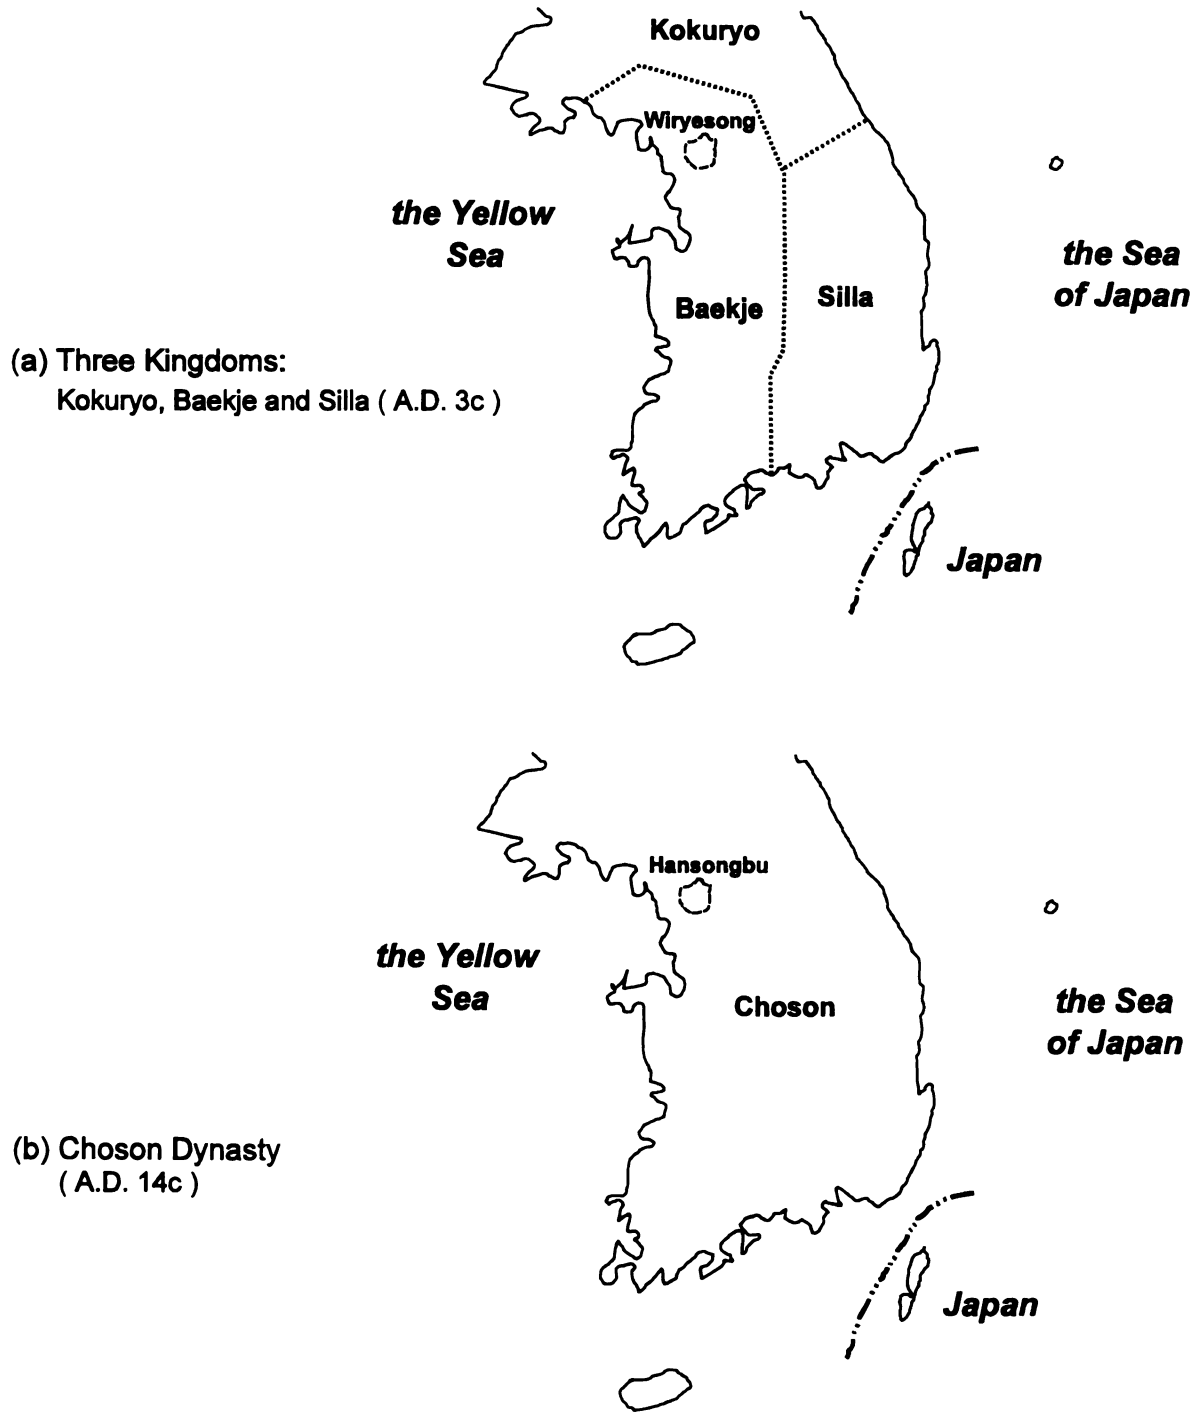 Kokuryo
Wiryesong
the Yellow
Sea
the Sea
of Japan
Silla
Baekje
(a) Three Kingdoms:
Kokuryo, Baekje and Silla ( A.D. 3c )
Japan
Hansongbu
the Yellow
Sea
Choson
the Sea
of Japan
(b) Choson Dynasty
( A.D. 14c )
Japan